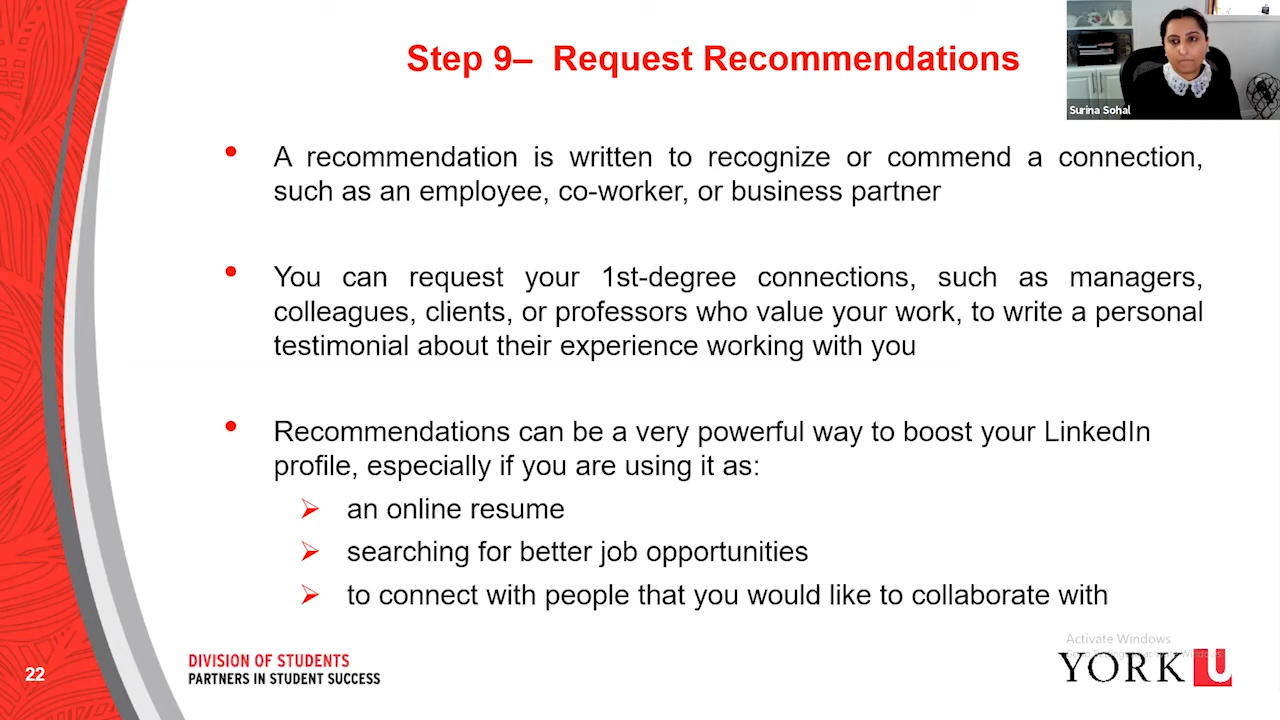 Step 9– Request Recommendations
Surina Sohal
• A recommendation is written to recognize or commend a connection,
such as an employee, co-worker, or business partner
• You can request your 1st-degree connections, such as managers,
colleagues, clients, or professors who value your work, to write a personal
testimonial about their experience working with you
• Recommendations can be a very powerful way to boost your LinkedIn
profile, especially if you are using it as:
➢ an online resume
➢ searching for better job opportunities
➢ to connect with people that you would like to collaborate with
Activate Windows
22
DIVISION OF STUDENTS
PARTNERS IN STUDENT SUCCESS
YORK U